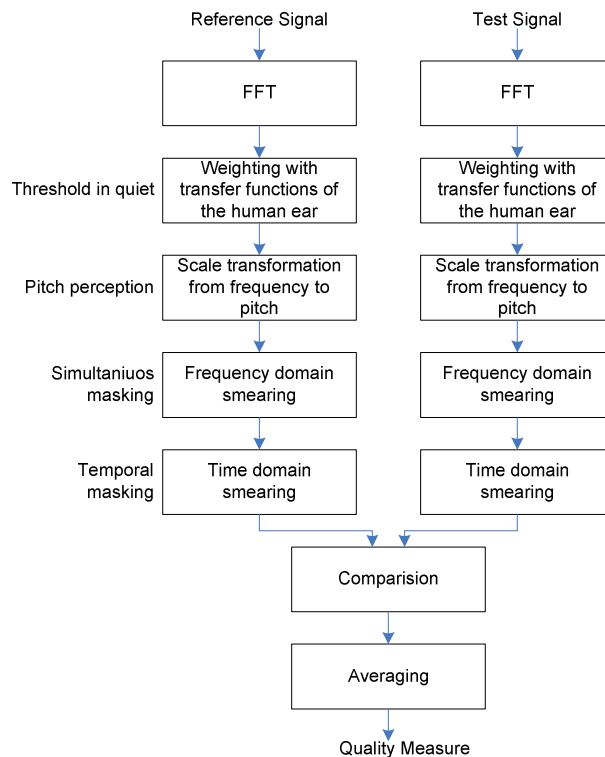 Reference Signal
Test Signal
FFT
FFT
Threshold in quiet
Weighting with
transfer functions of
the human ear
Weighting with
transfer functions of
the human ear
Pitch perception
Scale transformation
from frequency to
pitch
Scale transformation
from frequency to
pitch
Simultaniuos
masking
Frequency domain
smearing
Frequency domain
smearing
Temporal
masking
Time domain
smearing
Time domain
smearing
Comparision
Averaging
Quality Measure